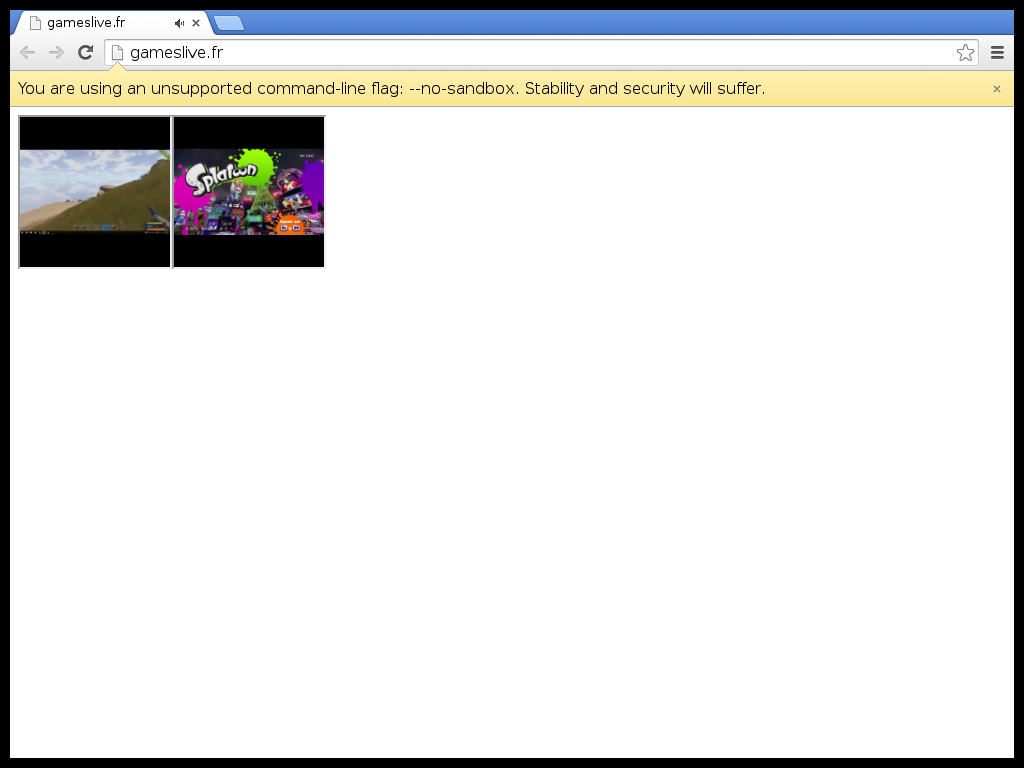 gameslive.fr
gameslive.fr
You are using an unsupported command-line flag: --no-sandbox. Stability and security will suffer.
Splatoon